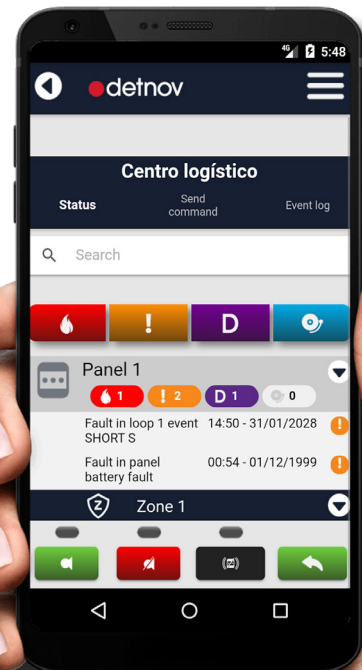 4G 5:48
detnov
Centro logístico
Status Send command Event log
Search
D
Panel 1
1 2 D 1 0
Fault in loop 1 event SHORT S 14:50 - 31/01/2028
Fault in panel battery fault 00:54 - 01/12/1999
Z Zone 1